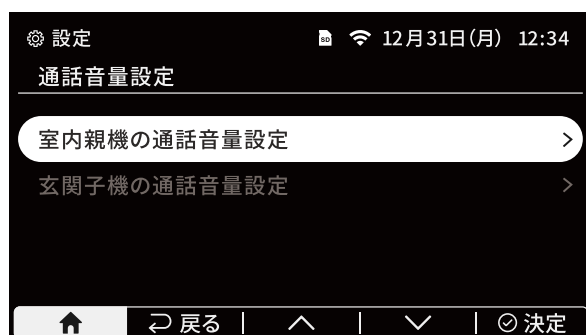 設定 SD 12月31日(月) 12:34
通話音量設定
室内親機の通話音量設定
玄関子機の通話音量設定
戻る 決定